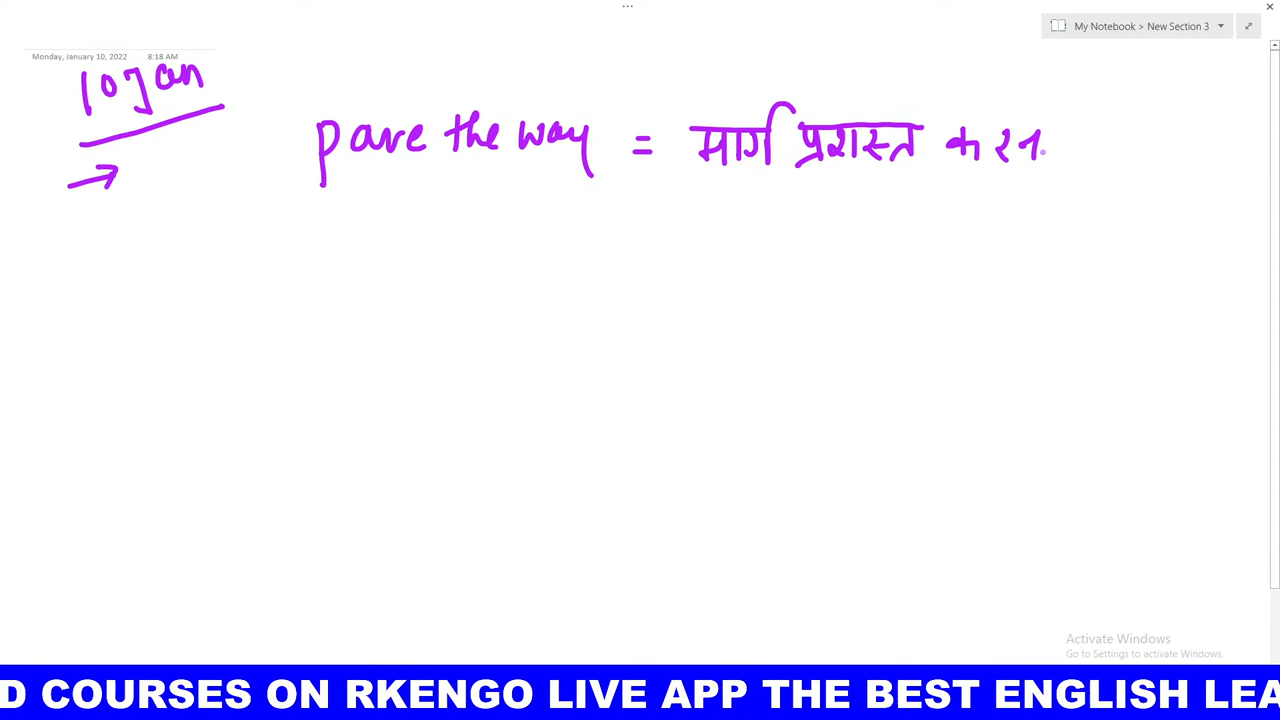 My Notebook > New Section 3
Monday, January 10, 2022 8:18 AM
10 Jan
→
pave the way = मार्ग प्रशस्त करन
Activate Windows
Go to Settings to activate Windows.
D COURSES ON RKENGO LIVE APP THE BEST ENGLISH LEA